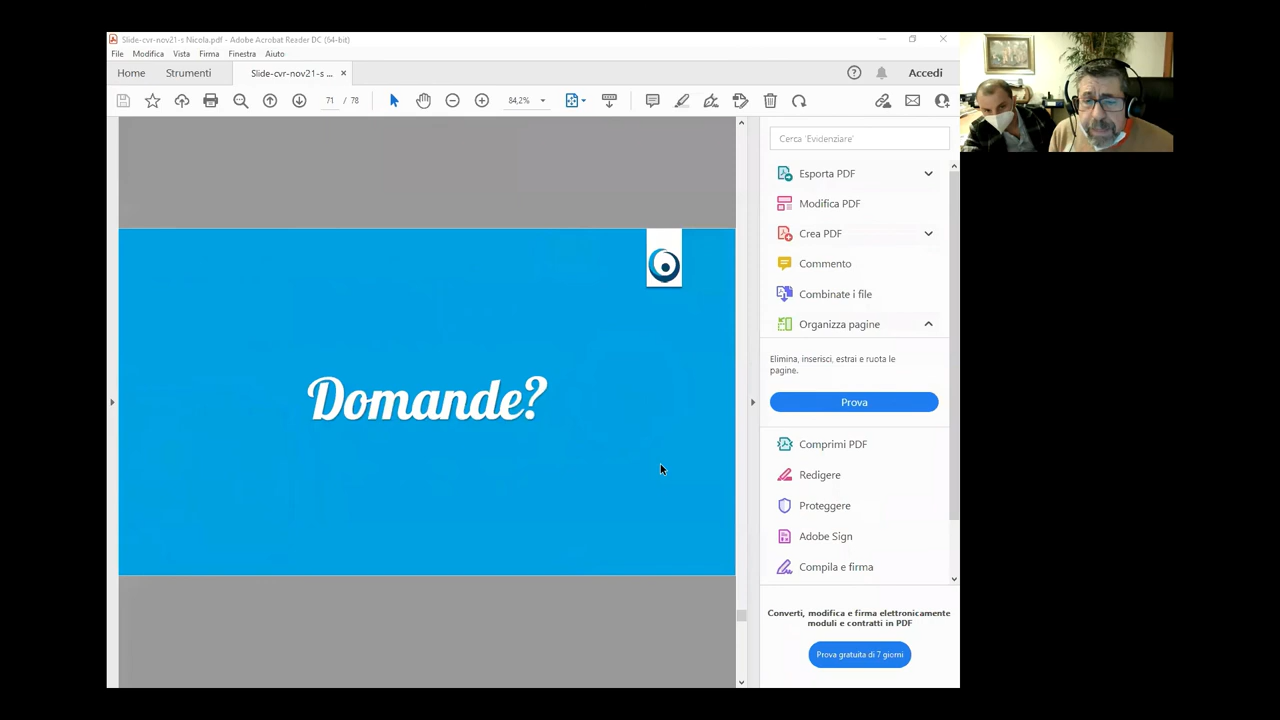 Slide-cvr-nov21-s Nicola.pdf - Adobe Acrobat Reader DC (64-bit)
File Modifica Vista Firma Finestra Aiuto
Home Strumenti Slide-cvr-nov21-s ... × Accedi
71 / 78 84,2%
Cerca 'Evidenziare'
Esporta PDF
Modifica PDF
Crea PDF
Commento
Combinate i file
Organizza pagine
Elimina, inserisci, estrai e ruota le
pagine.
Prova
Comprimi PDF
Redigere
Proteggere
Adobe Sign
Compila e firma
Converti, modifica e firma elettronicamente
moduli e contratti in PDF
Prova gratuita di 7 giorni
Domande?